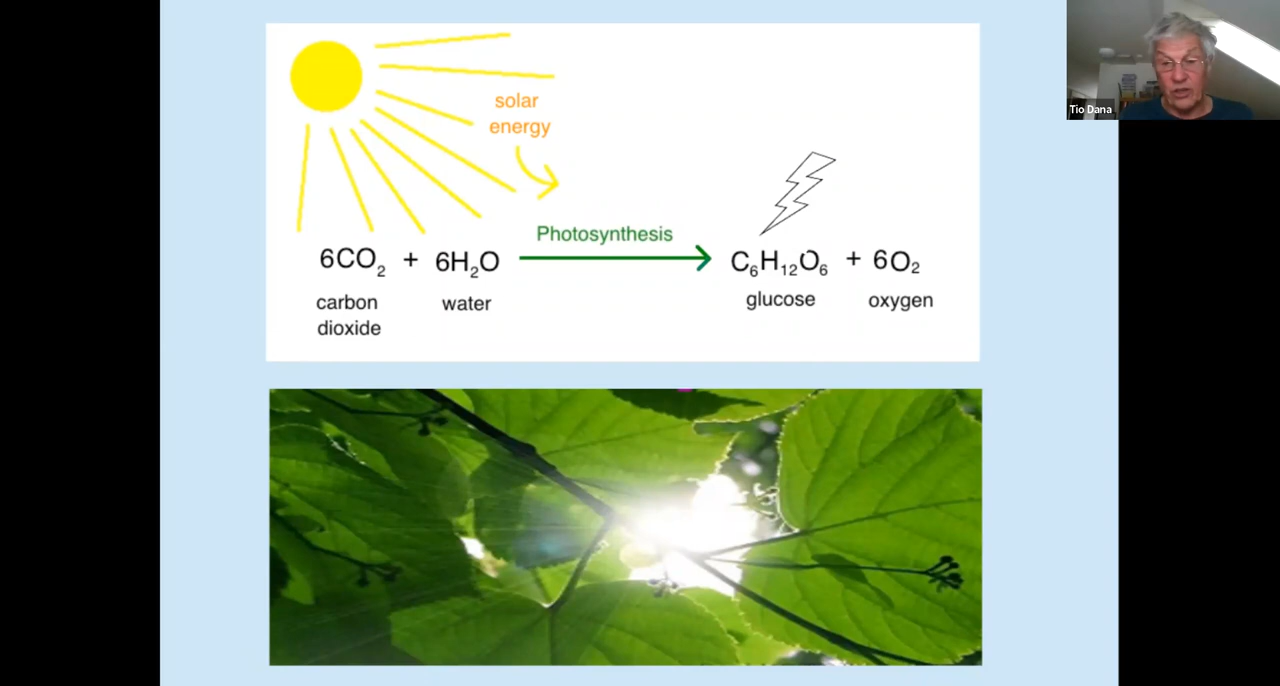 solar
energy
Photosynthesis
6CO₂ + 6H₂O C₆H₁₂O₆ + 6O₂
carbon
dioxide
water
glucose
oxygen
Tio Dana